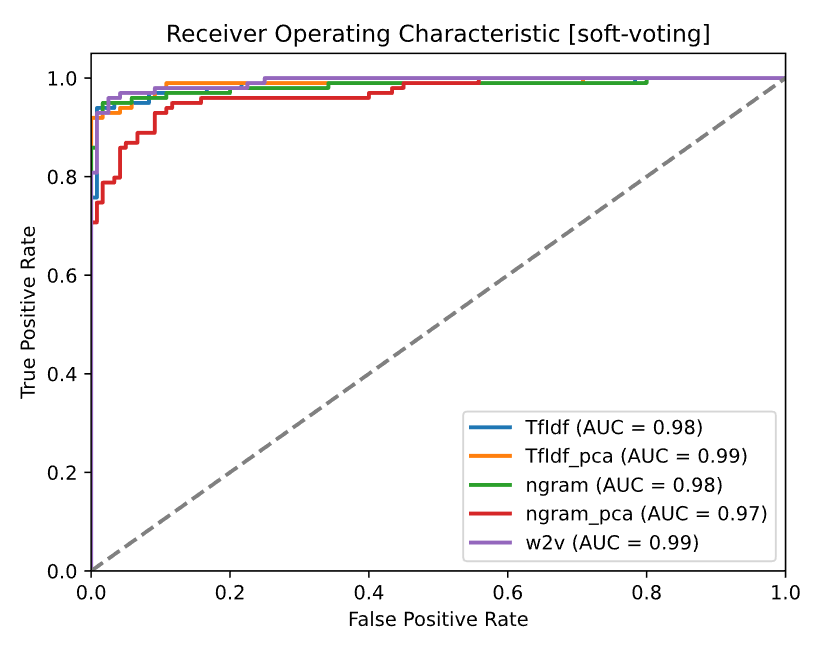 Receiver Operating Characteristic [soft-voting]
True Positive Rate
1.0
0.8
0.6
0.4
0.2
0.0
0.0 0.2 0.4 0.6 0.8 1.0
False Positive Rate
TfIdf (AUC = 0.98)
TfIdf_pca (AUC = 0.99)
ngram (AUC = 0.98)
ngram_pca (AUC = 0.97)
w2v (AUC = 0.99)